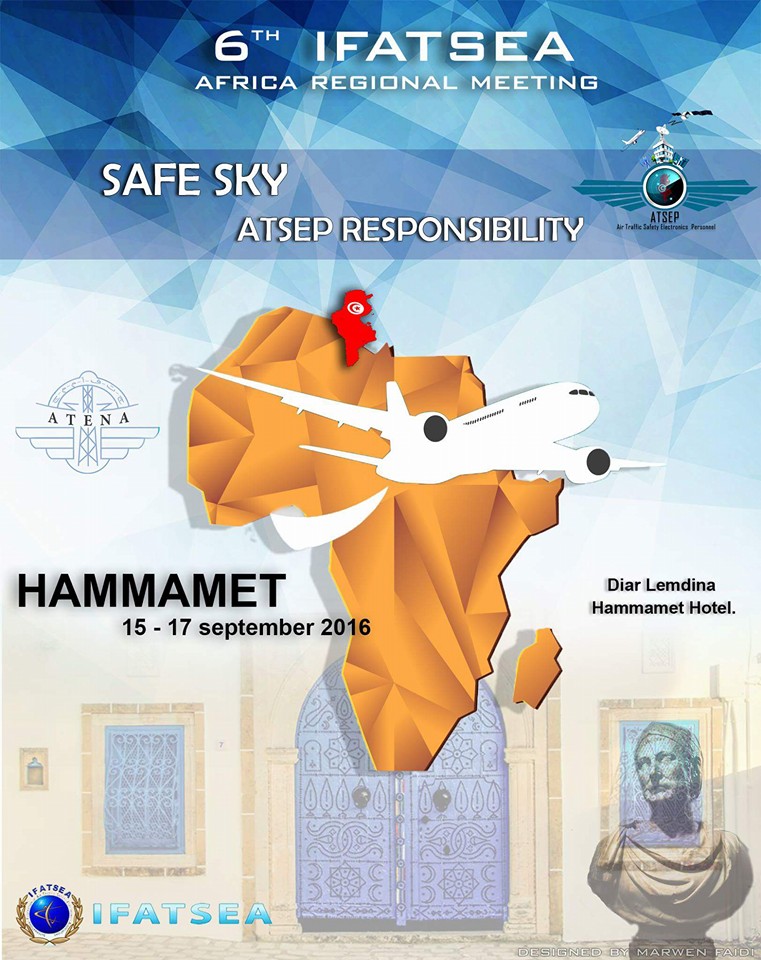 6TH IFATSEA
AFRICA REGIONAL MEETING
SAFE SKY
ATSEP RESPONSIBILITY
ATSEP
Air Traffic Safety Electronics Personnel
ATENA
HAMMAMET
15 - 17 september 2016
Diar Lemdina
Hammamet Hotel.
7
IFATSEA
IFATSEA
DESIGNED BY MARWEN FAIDI